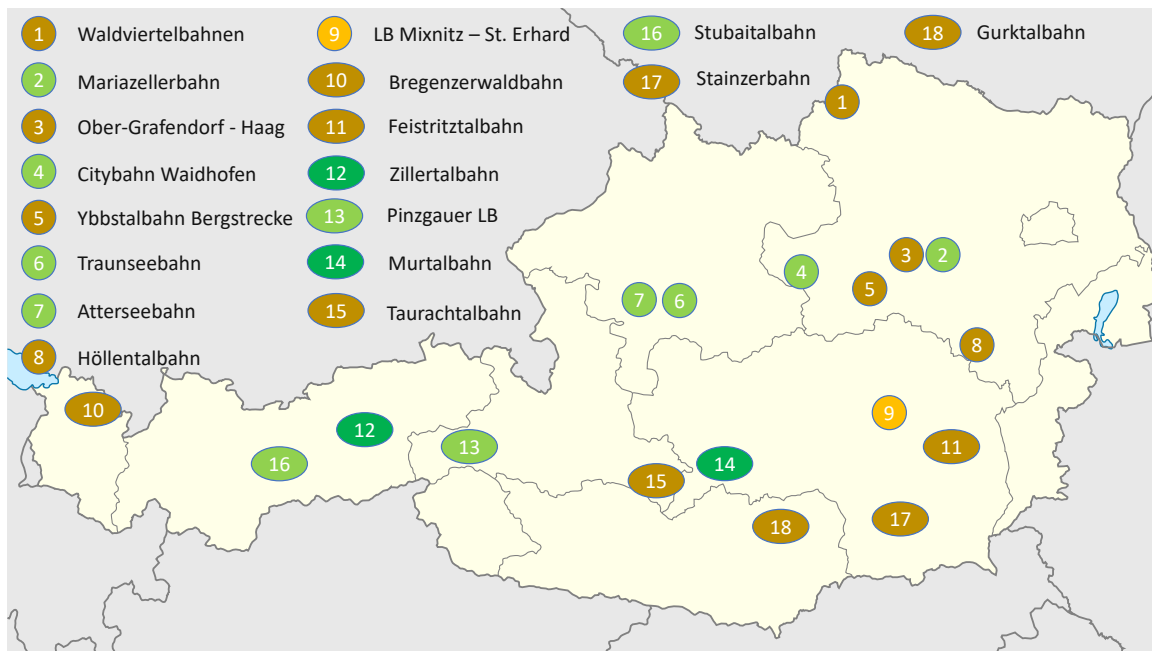 1 Waldviertelbahnen
2 Mariazellerbahn
3 Ober-Grafendorf - Haag
4 Citybahn Waidhofen
5 Ybbstalbahn Bergstrecke
6 Traunseebahn
7 Atterseebahn
8 Höllentalbahn
9 LB Mixnitz – St. Erhard
10 Bregenzerwaldbahn
11 Feistritztalbahn
12 Zillertalbahn
13 Pinzgauer LB
14 Murtalbahn
15 Taurachtalbahn
16 Stubaitalbahn
17 Stainzerbahn
18 Gurktalbahn
1
3
2
4
5
7
6
8
10
9
12
13
11
16
14
15
17
18